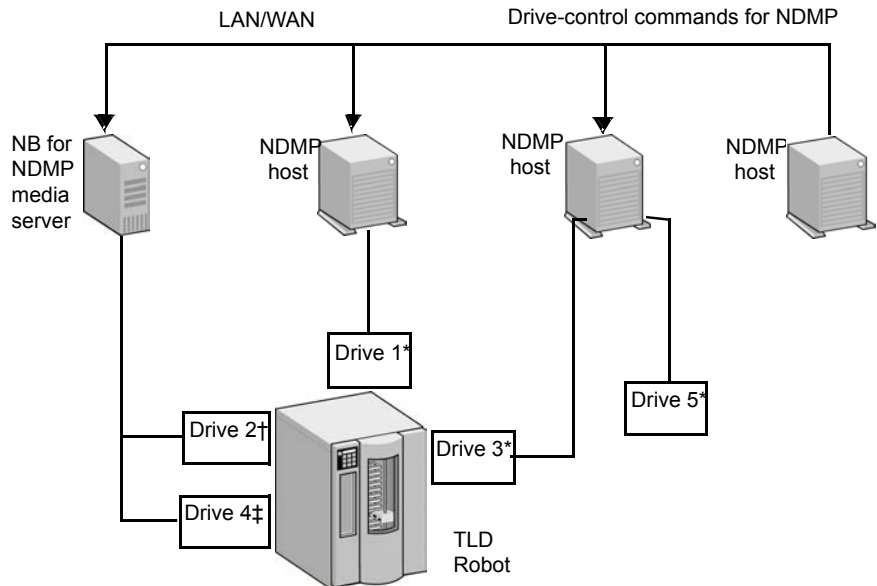 LAN/WAN
Drive-control commands for NDMP
NB for
NDMP
media
server
NDMP
host
NDMP
host
NDMP
host
Drive 1*
Drive 5*
Drive 2†
Drive 3*
Drive 4‡
TLD
Robot